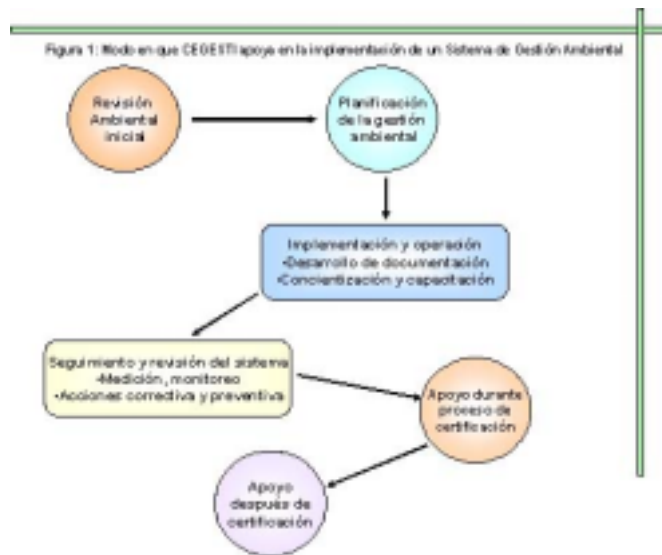 Figura 1: Modo en que CEGESTI apoya en la implementación de un Sistema de Gestión Ambiental
Revisión
Ambiental
inicial
Planificación
de la gestión
ambiental
Implementación y operación
•Desarrollo de documentación
•Concientización y capacitación
Seguimiento y revisión del sistema
•Medición, monitoreo
•Acciones correctiva y preventiva
Apoyo durante
proceso de
certificación
Apoyo
después de
certificación